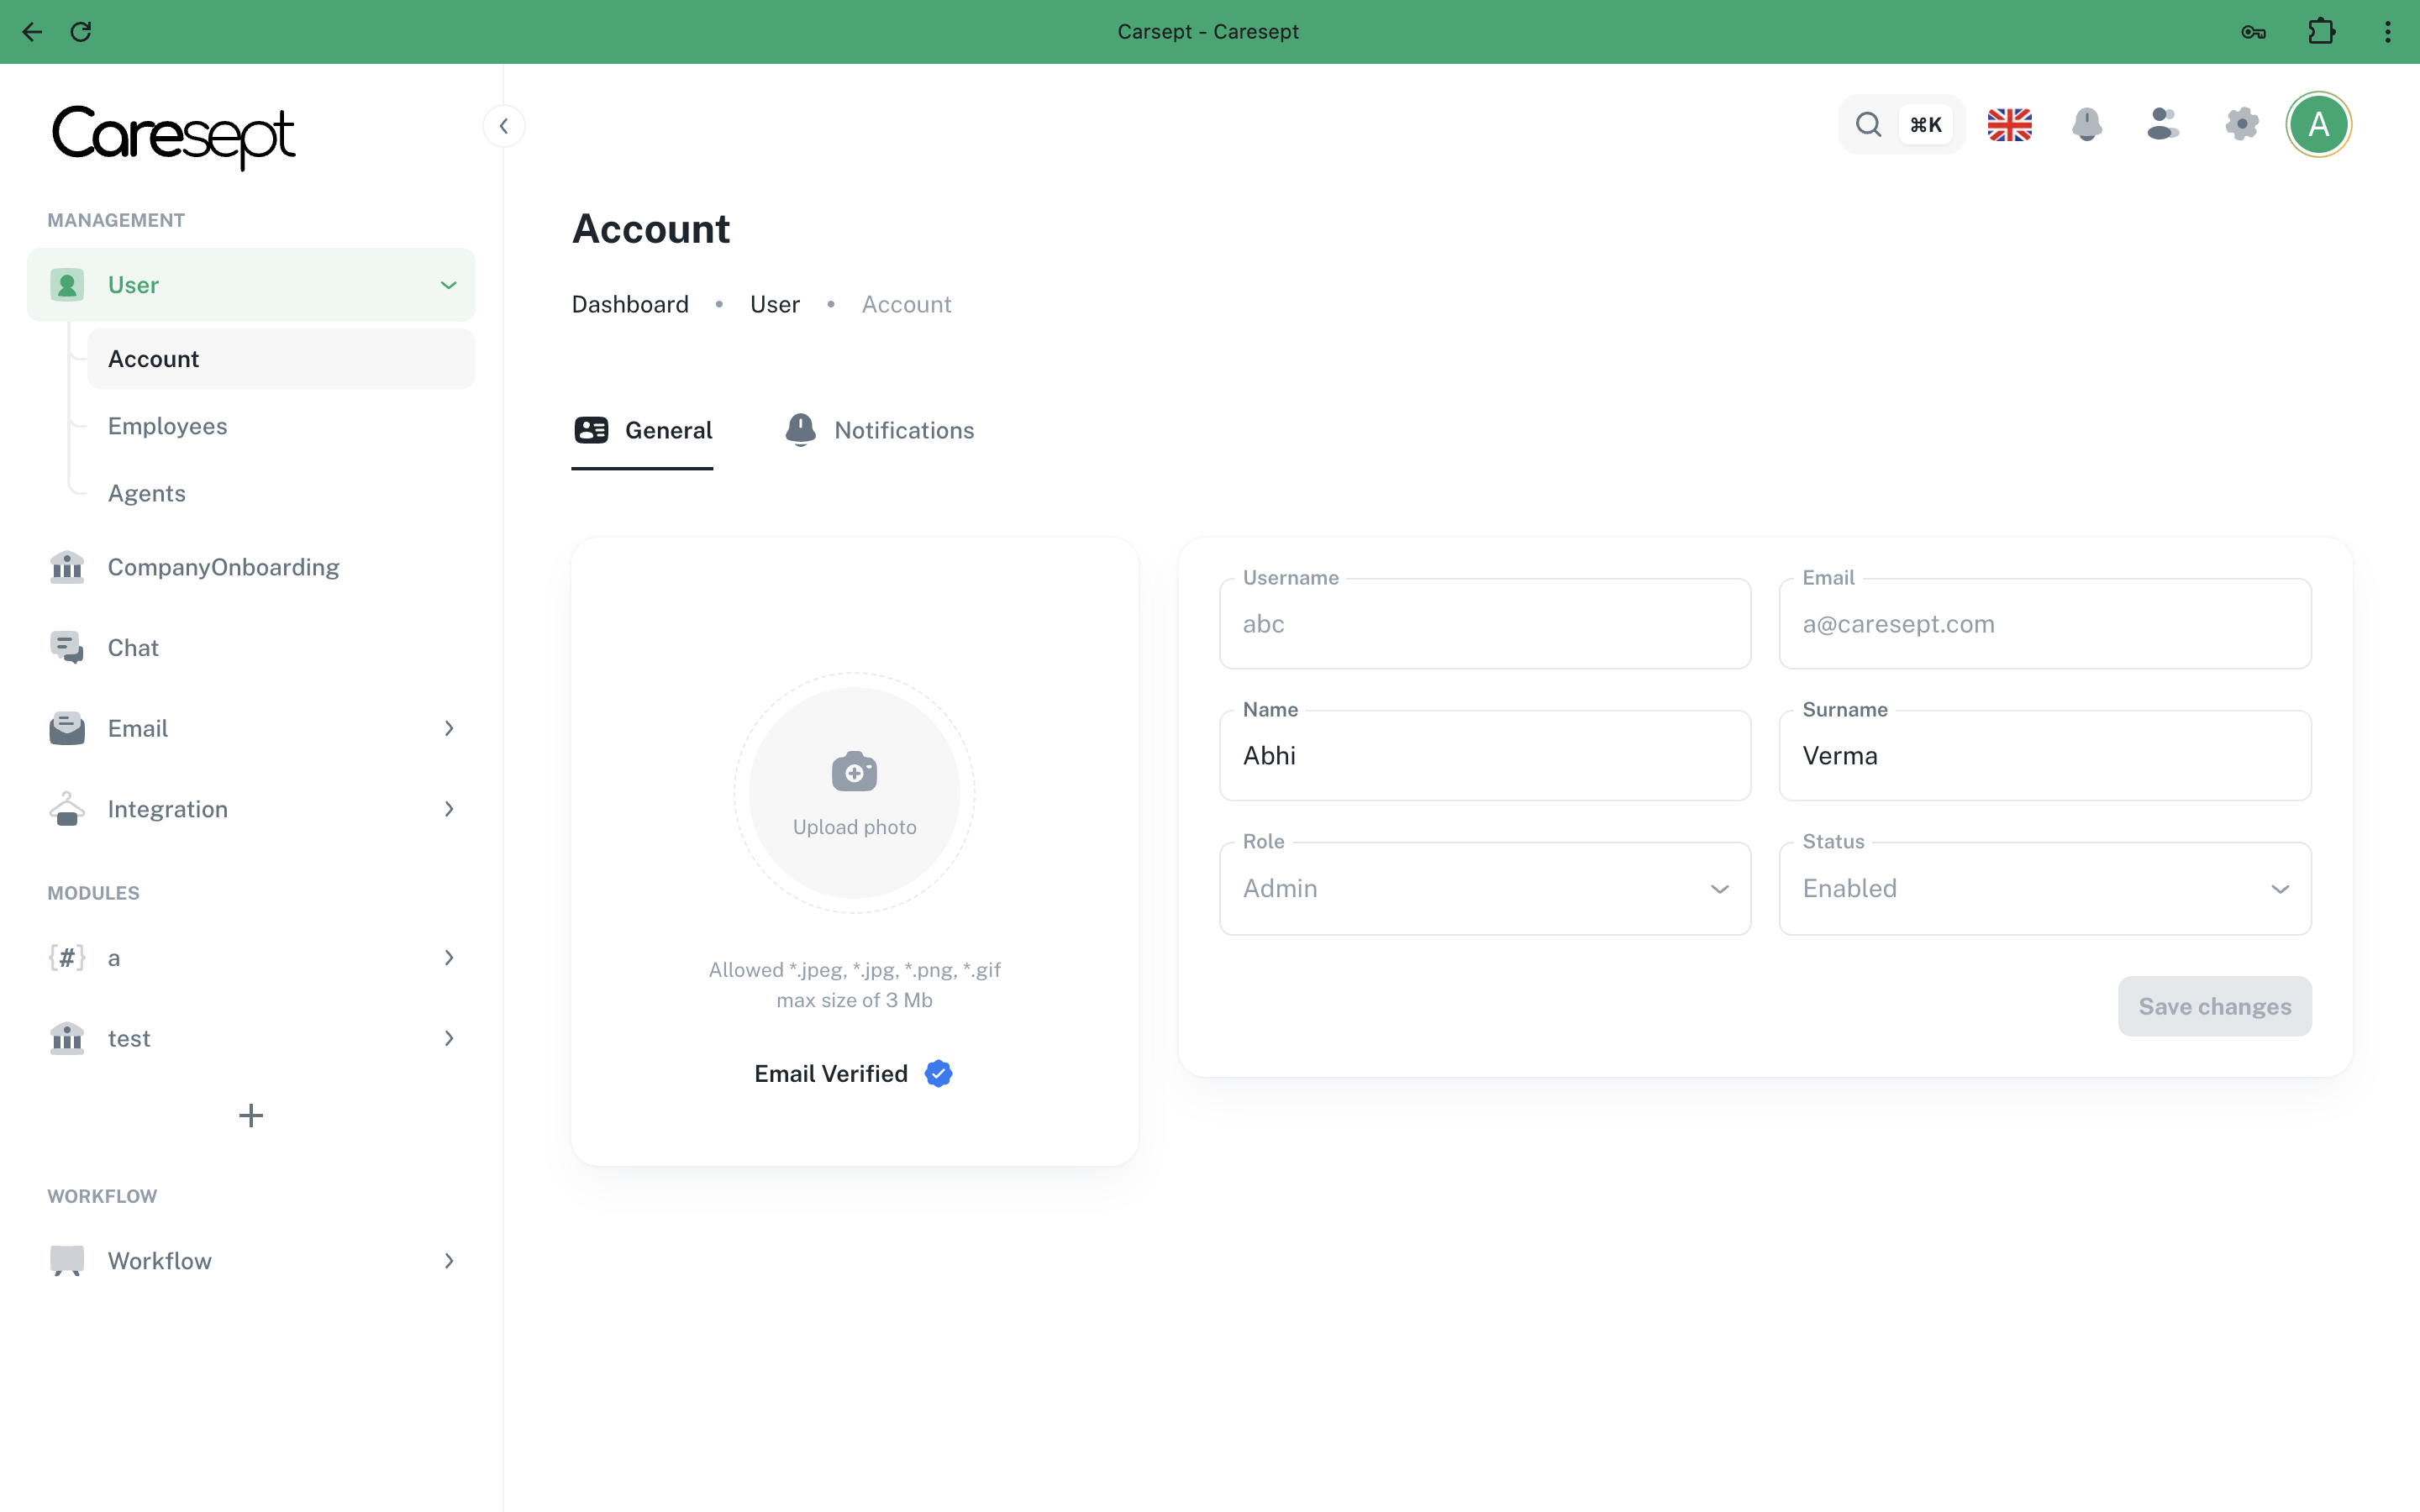 Carsept - Caresept
Caresept
⌘K
A
MANAGEMENT
User
Account
Employees
Agents
CompanyOnboarding
Chat
Email
Integration
MODULES
{#} a
test
WORKFLOW
Workflow
Account
Dashboard • User • Account
General
Notifications
Upload photo
Allowed *.jpeg, *.jpg, *.png, *.gif
max size of 3 Mb
Email Verified
Username
abc
Email
a@caresept.com
Name
Abhi
Surname
Verma
Role
Admin
Status
Enabled
Save changes